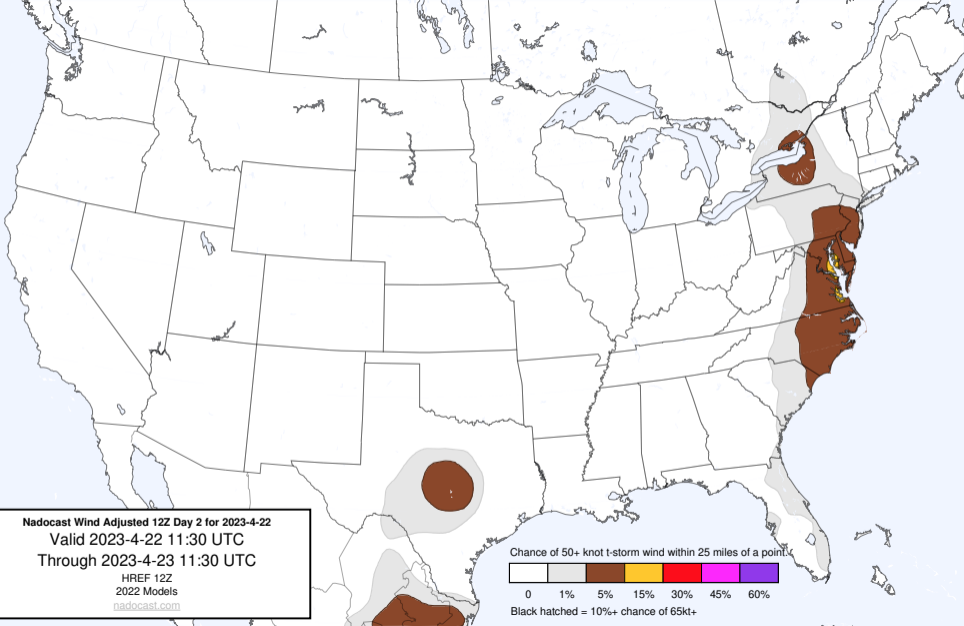 Nadocast Wind Adjusted 12Z Day 2 for 2023-4-22
Valid 2023-4-22 11:30 UTC
Through 2023-4-23 11:30 UTC
HREF 12Z
2022 Models
nadocast.com
Chance of 50+ knot t-storm wind within 25 miles of a point.
0 1% 5% 15% 30% 45% 60%
Black hatched = 10%+ chance of 65kt+